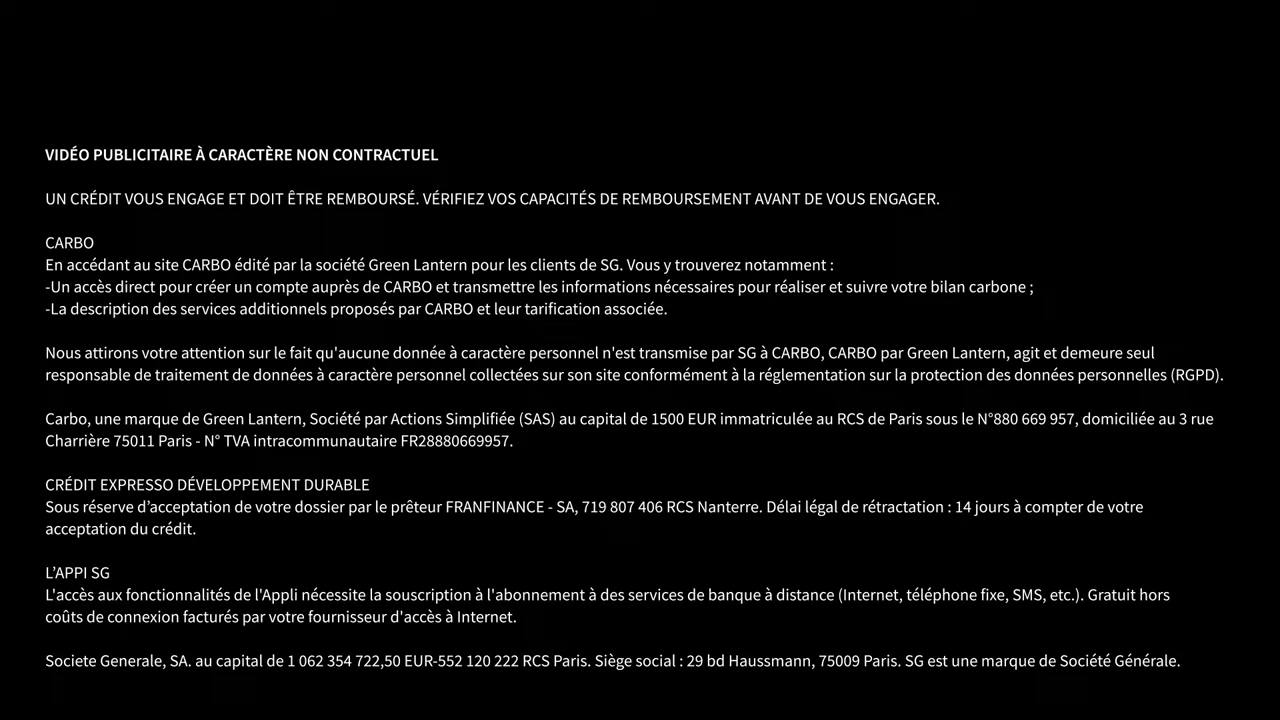 VIDÉO PUBLICITAIRE À CARACTÈRE NON CONTRACTUEL
UN CRÉDIT VOUS ENGAGE ET DOIT ÊTRE REMBOURSÉ. VÉRIFIEZ VOS CAPACITÉS DE REMBOURSEMENT AVANT DE VOUS ENGAGER.
CARBO
En accédant au site CARBO édité par la société Green Lantern pour les clients de SG. Vous y trouverez notamment :
-Un accès direct pour créer un compte auprès de CARBO et transmettre les informations nécessaires pour réaliser et suivre votre bilan carbone ;
-La description des services additionnels proposés par CARBO et leur tarification associée.
Nous attirons votre attention sur le fait qu'aucune donnée à caractère personnel n'est transmise par SG à CARBO, CARBO par Green Lantern, agit et demeure seul
responsable de traitement de données à caractère personnel collectées sur son site conformément à la réglementation sur la protection des données personnelles (RGPD).
Carbo, une marque de Green Lantern, Société par Actions Simplifiée (SAS) au capital de 1500 EUR immatriculée au RCS de Paris sous le N°880 669 957, domiciliée au 3 rue
Charrière 75011 Paris - N° TVA intracommunautaire FR28880669957.
CRÉDIT EXPRESSO DÉVELOPPEMENT DURABLE
Sous réserve d’acceptation de votre dossier par le prêteur FRANFINANCE - SA, 719 807 406 RCS Nanterre. Délai légal de rétractation : 14 jours à compter de votre
acceptation du crédit.
L’APPI SG
L'accès aux fonctionnalités de l'Appli nécessite la souscription à l'abonnement à des services de banque à distance (Internet, téléphone fixe, SMS, etc.). Gratuit hors
coûts de connexion facturés par votre fournisseur d'accès à Internet.
Societe Generale, SA. au capital de 1 062 354 722,50 EUR-552 120 222 RCS Paris. Siège social : 29 bd Haussmann, 75009 Paris. SG est une marque de Société Générale.